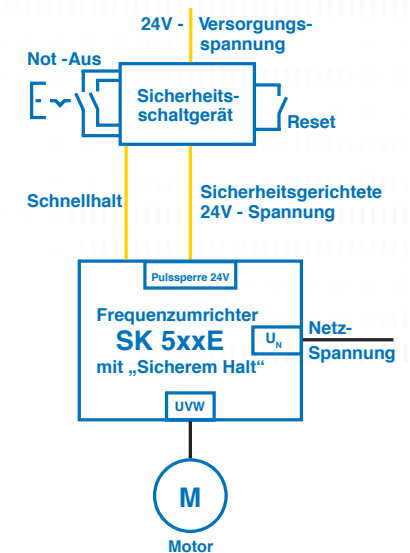 24V - Versorgungs-
spannung
Not -Aus
Sicherheits-
schaltgerät
Reset
Schnellhalt
Sicherheitsgerichtete
24V - Spannung
Pulssperre 24V
Frequenzumrichter
SK 5xxE
mit „Sicherem Halt“
UN
Netz-
Spannung
UVW
M
Motor